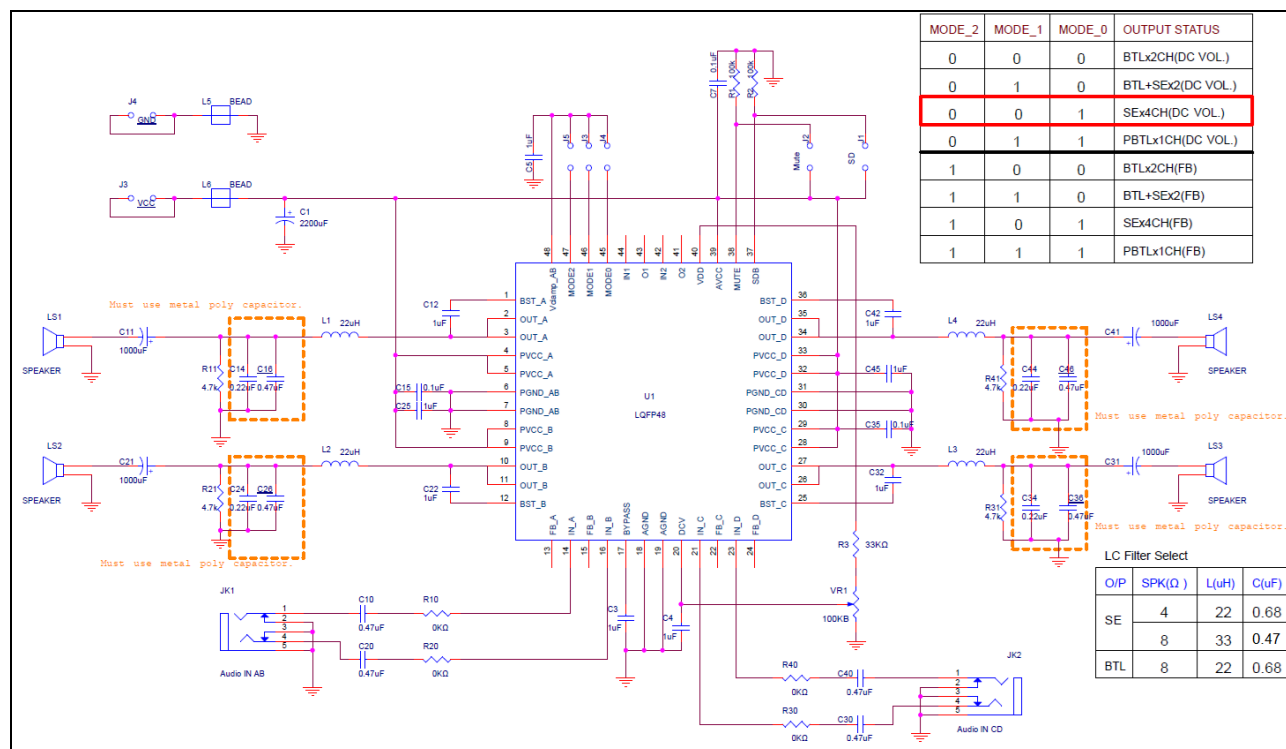 MODE_2 MODE_1 MODE_0 OUTPUT STATUS
0 0 0 BTLx2CH(DC VOL.)
0 1 0 BTL+SEx2(DC VOL.)
0 0 1 SEx4CH(DC VOL.)
0 1 1 PBTLx1CH(DC VOL.)
1 0 0 BTLx2CH(FB)
1 1 0 BTL+SEx2(FB)
1 0 1 SEx4CH(FB)
1 1 1 PBTLx1CH(FB)
J4
GND
L5
BEAD
J3
VCC
L6
BEAD
C1
2200uF
C5
1uF
J5
J3
J4
C7
0.1uF
R1
100k
R2
100k
J2
Mute
J1
SD
48
47
46
45
44
43
42
41
40
39
38
37
Vdamp_AB
MODE2
MODE1
MODE0
IN1
O1
IN2
O2
VDD
AVCC
MUTE
SDB
1 BST_A
2 OUT_A
3 OUT_A
4 PVCC_A
5 PVCC_A
6 PGND_AB
7 PGND_AB
8 PVCC_B
9 PVCC_B
10 OUT_B
11 OUT_B
12 BST_B
U1
LQFP48
BST_D 36
OUT_D 35
OUT_D 34
PVCC_D 33
PVCC_D 32
PGND_CD 31
PGND_CD 30
PVCC_C 29
PVCC_C 28
OUT_C 27
OUT_C 26
BST_C 25
FB_A
IN_A
FB_B
IN_B
BYPASS
AGND
AGND
DCV
IN_C
FB_C
IN_D
FB_D
13
14
15
16
17
18
19
20
21
22
23
24
Must use metal poly capacitor.
LS1
SPEAKER
C11
1000uF
R11
4.7k
C14
0.22uF
C16
0.47uF
L1
22uH
C12
1uF
C15
0.1uF
C25
1uF
LS2
SPEAKER
C21
1000uF
R21
4.7k
C24
0.22uF
C26
0.47uF
L2
22uH
C22
1uF
Must use metal poly capacitor.
C42
1uF
L4
22uH
C41
1000uF
LS4
SPEAKER
R41
4.7k
C44
0.22uF
C46
0.47uF
Must use metal poly capacitor.
C45
1uF
C35
0.1uF
C32
1uF
L3
22uH
C31
1000uF
LS3
SPEAKER
R31
4.7k
C34
0.22uF
C36
0.47uF
Must use metal poly capacitor.
R3
33KΩ
VR1
100KB
C3
1uF
C4
1uF
JK1
1
2
3
4
5
Audio IN AB
C10
0.47uF
R10
0KΩ
C20
0.47uF
R20
0KΩ
R40
0KΩ
C40
0.47uF
R30
0KΩ
C30
0.47uF
JK2
1
2
3
4
5
Audio IN CD
LC Filter Select
O/P SPK(Ω) L(uH) C(uF)
SE 4 22 0.68
8 33 0.47
BTL 8 22 0.68